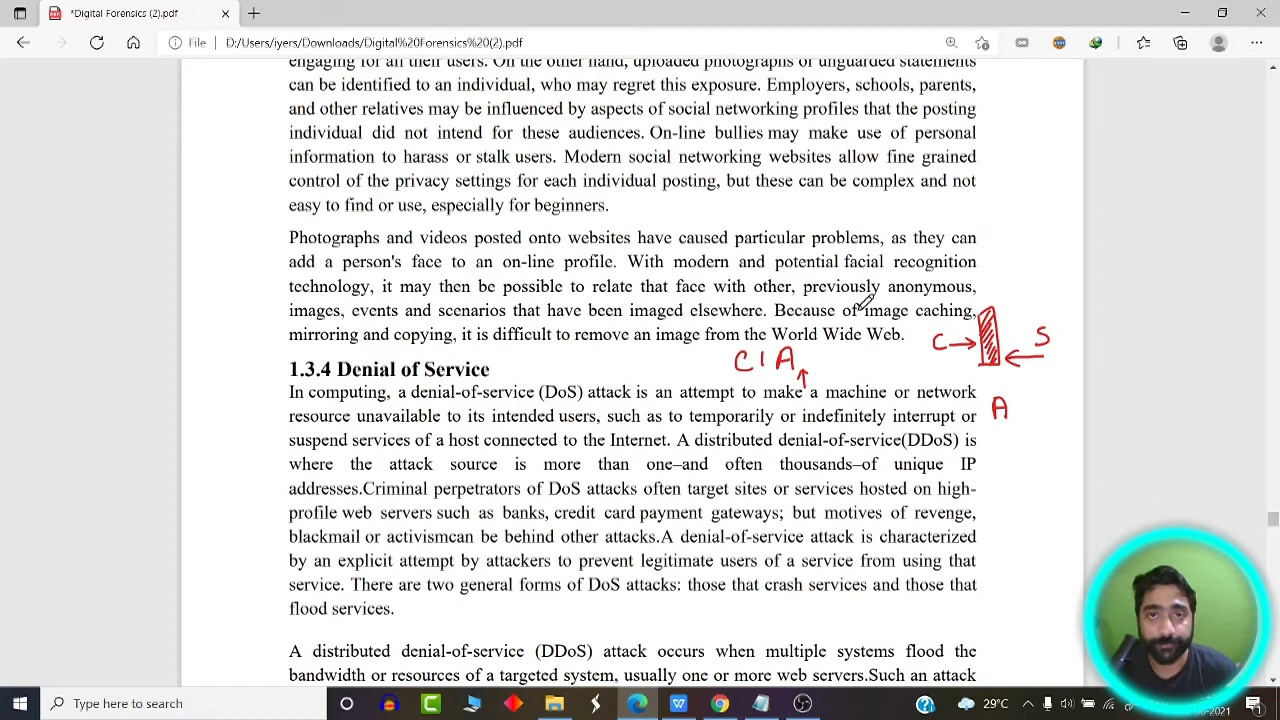 *Digital Forensics (2).pdf
File
D:/Users/iyers/Downloads/Digital%20Forensics%20(2).pdf
engaging for all their users. On the other hand, uploaded photographs or unguarded statements
can be identified to an individual, who may regret this exposure. Employers, schools, parents,
and other relatives may be influenced by aspects of social networking profiles that the posting
individual did not intend for these audiences. On-line bullies may make use of personal
information to harass or stalk users. Modern social networking websites allow fine grained
control of the privacy settings for each individual posting, but these can be complex and not
easy to find or use, especially for beginners.
Photographs and videos posted onto websites have caused particular problems, as they can
add a person's face to an on-line profile. With modern and potential facial recognition
technology, it may then be possible to relate that face with other, previously anonymous,
images, events and scenarios that have been imaged elsewhere. Because of image caching,
mirroring and copying, it is difficult to remove an image from the World Wide Web.
C S
C I A
1.3.4 Denial of Service
In computing, a denial-of-service (DoS) attack is an attempt to make a machine or network
A
resource unavailable to its intended users, such as to temporarily or indefinitely interrupt or
suspend services of a host connected to the Internet. A distributed denial-of-service(DDoS) is
where the attack source is more than one–and often thousands–of unique IP
addresses.Criminal perpetrators of DoS attacks often target sites or services hosted on high-
profile web servers such as banks, credit card payment gateways; but motives of revenge,
blackmail or activismcan be behind other attacks.A denial-of-service attack is characterized
by an explicit attempt by attackers to prevent legitimate users of a service from using that
service. There are two general forms of DoS attacks: those that crash services and those that
flood services.
A distributed denial-of-service (DDoS) attack occurs when multiple systems flood the
bandwidth or resources of a targeted system, usually one or more web servers.Such an attack
Type here to search
29°C